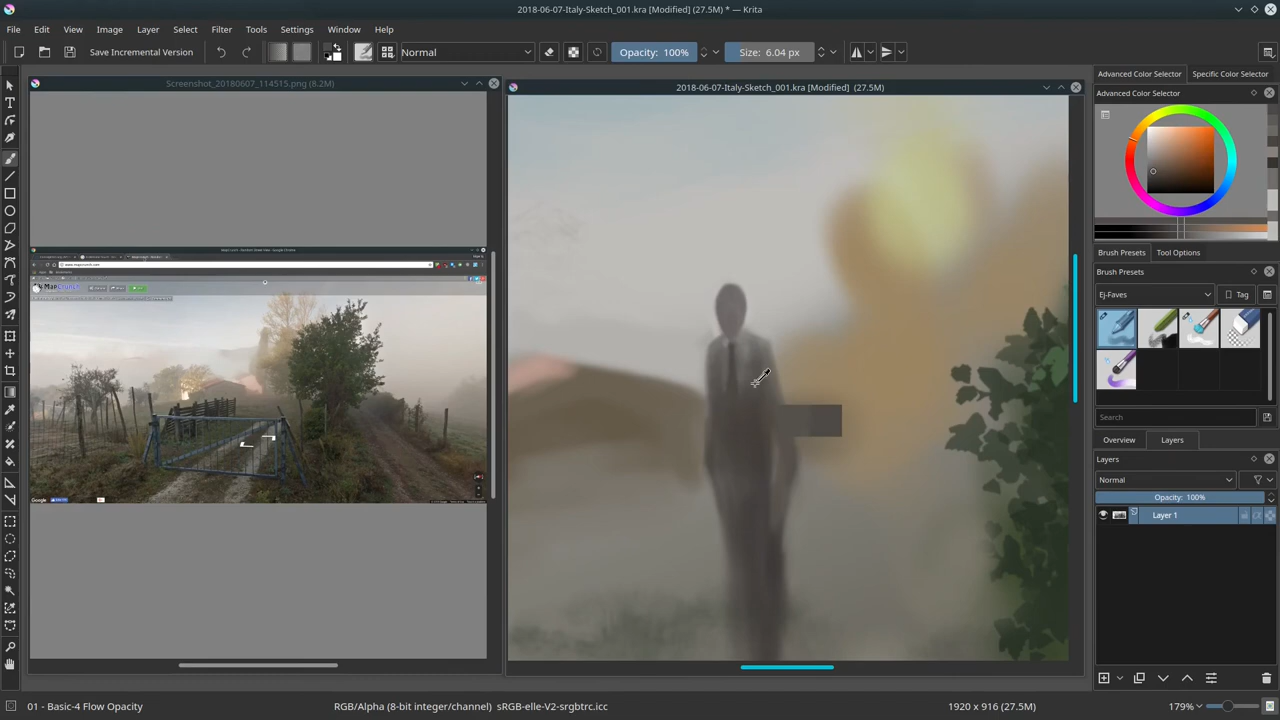 2018-06-07-Italy-Sketch_001.kra [Modified] (27.5M) * — Krita
File Edit View Image Layer Select Filter Tools Settings Window Help
Save Incremental Version Normal Opacity: 100% Size: 6.04 px
Screenshot_20180607_114515.png (8.2M)
2018-06-07-Italy-Sketch_001.kra [Modified] (27.5M)
Advanced Color Selector Specific Color Selector
Advanced Color Selector
Brush Presets Tool Options
Brush Presets
Ej-Faves Tag
Search
Overview Layers
Layers
Normal
Opacity: 100%
Layer 1
MapCrunch
Google
01 - Basic-4 Flow Opacity RGB/Alpha (8-bit integer/channel) sRGB-elle-V2-srgbtrc.icc 1920 x 916 (27.5M) 179%